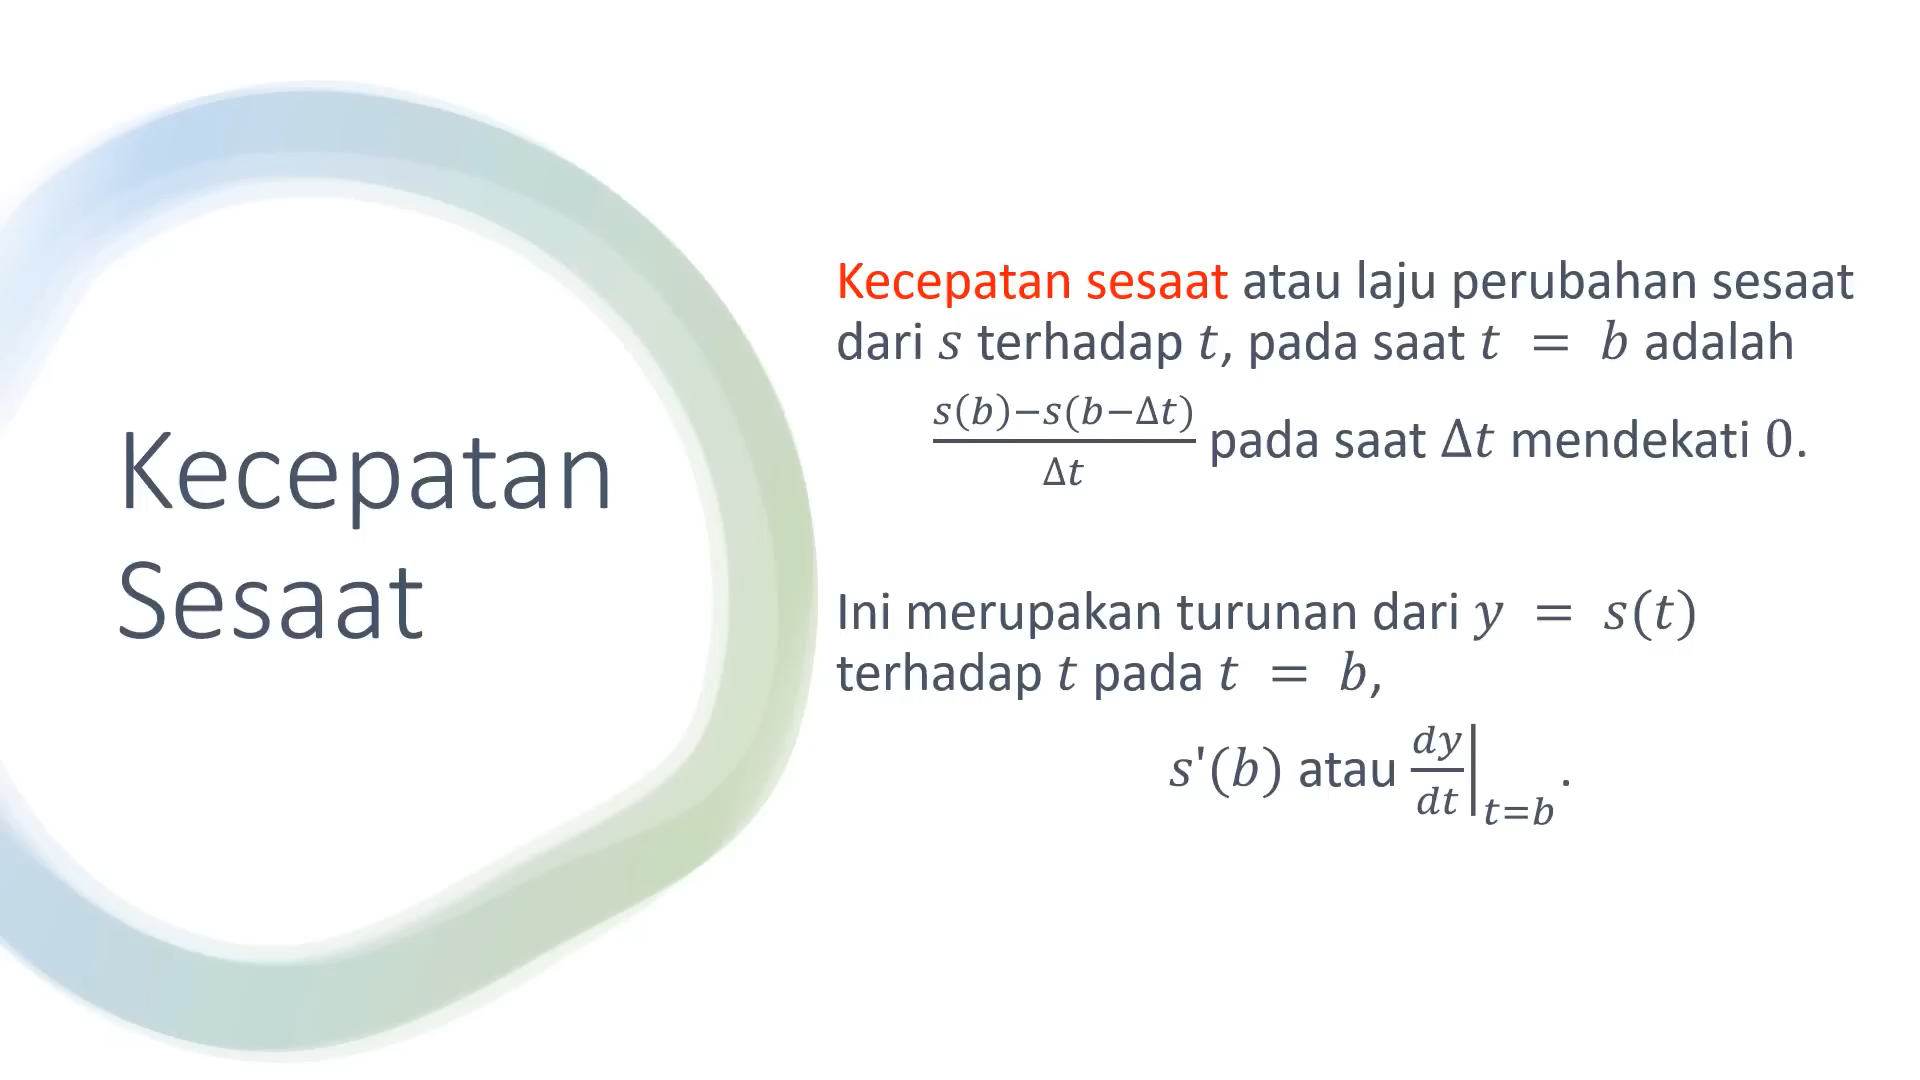 Kecepatan
Sesaat
Kecepatan sesaat atau laju perubahan sesaat
dari s terhadap t, pada saat t = b adalah
s(b)−s(b−Δt)
Δt
pada saat Δt mendekati 0.
Ini merupakan turunan dari y = s(t)
terhadap t pada t = b,
s'(b) atau dy/dt|t=b .